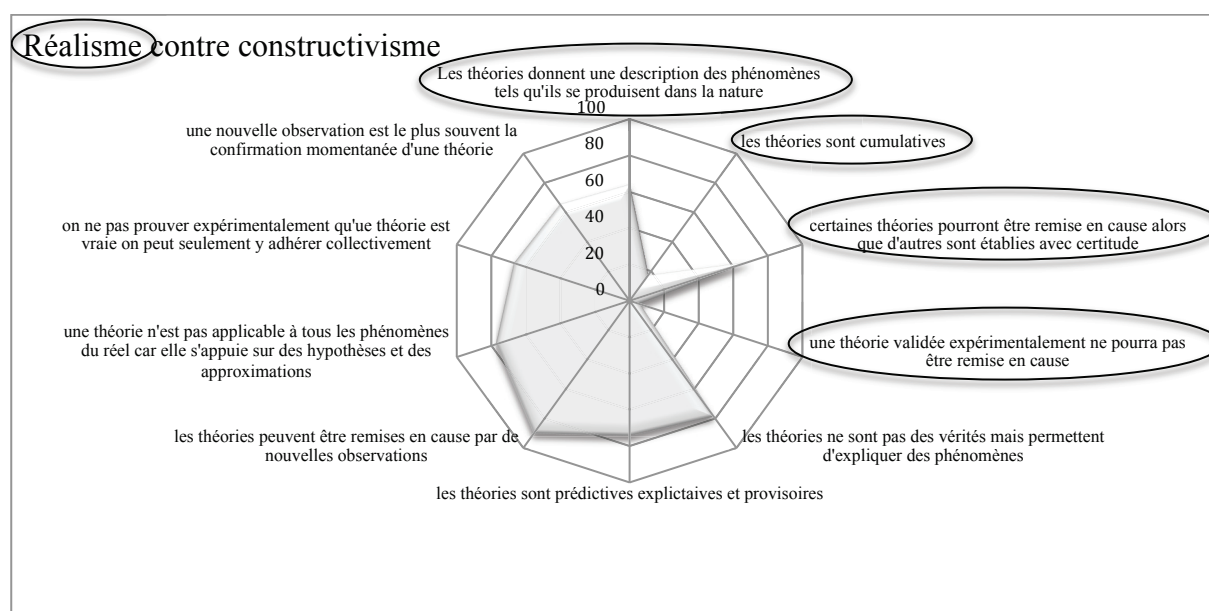 Réalisme contre constructivisme
Les théories donnent une description des phénomènes
tels qu'ils se produisent dans la nature
100
80
60
40
20
0
les théories sont cumulatives
certaines théories pourront être remise en cause alors
que d'autres sont établies avec certitude
une théorie validée expérimentalement ne pourra pas
être remise en cause
les théories ne sont pas des vérités mais permettent
d'expliquer des phénomènes
les théories sont prédictives explictaives et provisoires
les théories peuvent être remises en cause par de
nouvelles observations
une théorie n'est pas applicable à tous les phénomènes
du réel car elle s'appuie sur des hypothèses et des
approximations
on ne pas prouver expérimentalement qu'ue théorie est
vraie on peut seulement y adhérer collectivement
une nouvelle observation est le plus souvent la
confirmation momentanée d'une théorie